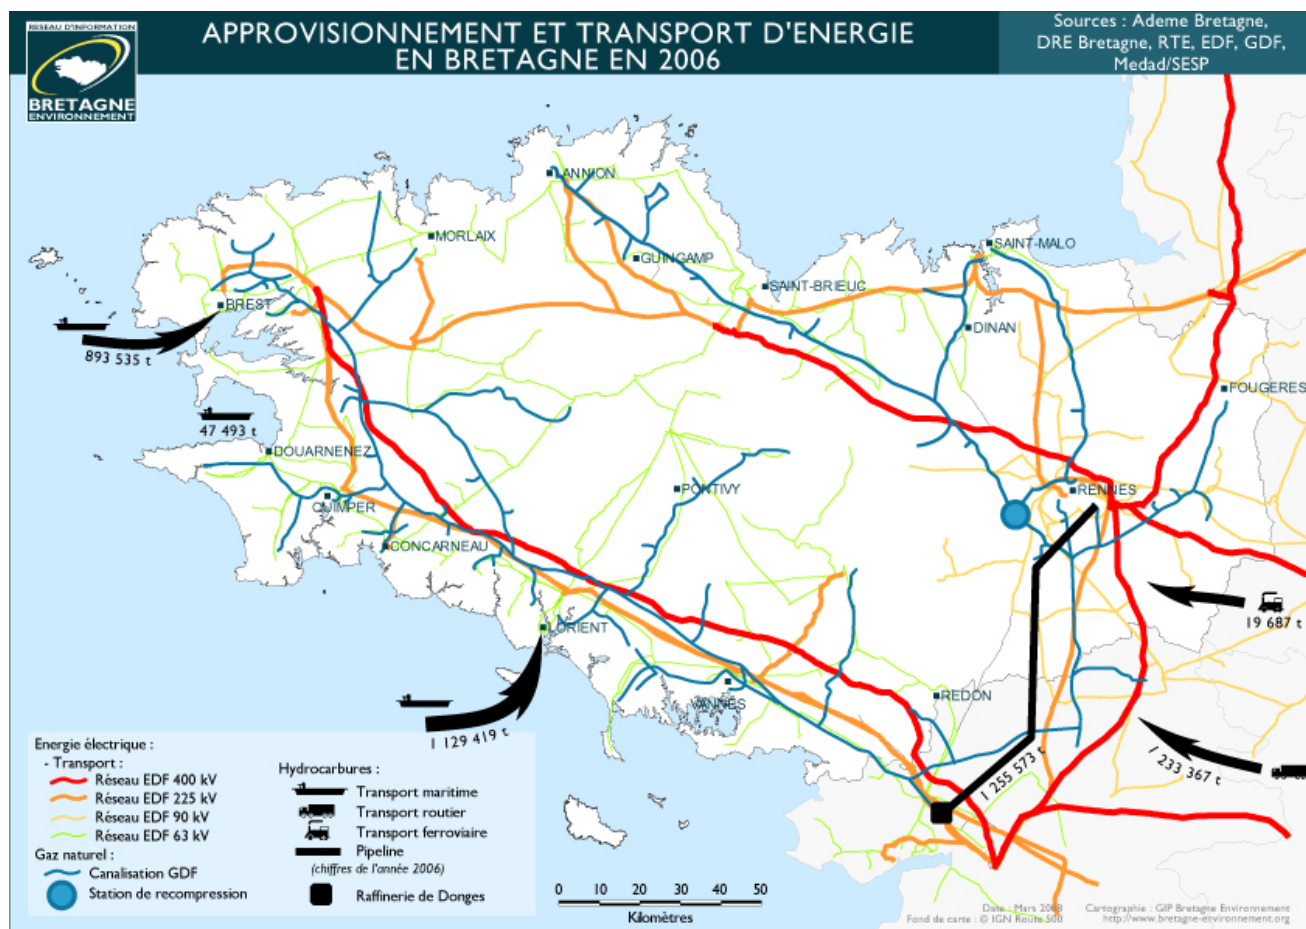 RESEAU D'INFORMATION
BRETAGNE
ENVIRONNEMENT
APPROVISIONNEMENT ET TRANSPORT D'ENERGIE
EN BRETAGNE EN 2006
Sources : Ademe Bretagne,
DRE Bretagne, RTE, EDF, GDF,
Medad/SESP
LANNION
MORLAIX
SAINT-MALO
GUINGAMP
SAINT-BRIEUC
BREST
DINAN
893 535 t
FOUGERES
47 493 t
DOUARNENEZ
PONTIVY
RENNES
QUIMPER
CONCARNEAU
19 687 t
LORIENT
REDON
VANNES
1 129 419 t
1 255 573 t
1 233 367 t
Energie électrique :
- Transport :
Réseau EDF 400 kV
Réseau EDF 225 kV
Réseau EDF 90 kV
Réseau EDF 63 kV
Gaz naturel :
Canalisation GDF
Station de recompression
Hydrocarbures :
Transport maritime
Transport routier
Transport ferroviaire
Pipeline
(chiffres de l'année 2006)
Raffinerie de Donges
0 10 20 30 40 50
Kilomètres
Date : Mars 2008
Cartographie : GIP Bretagne Environnement
Fond de carte : © IGN Route 500
http://www.bretagne-environnement.org